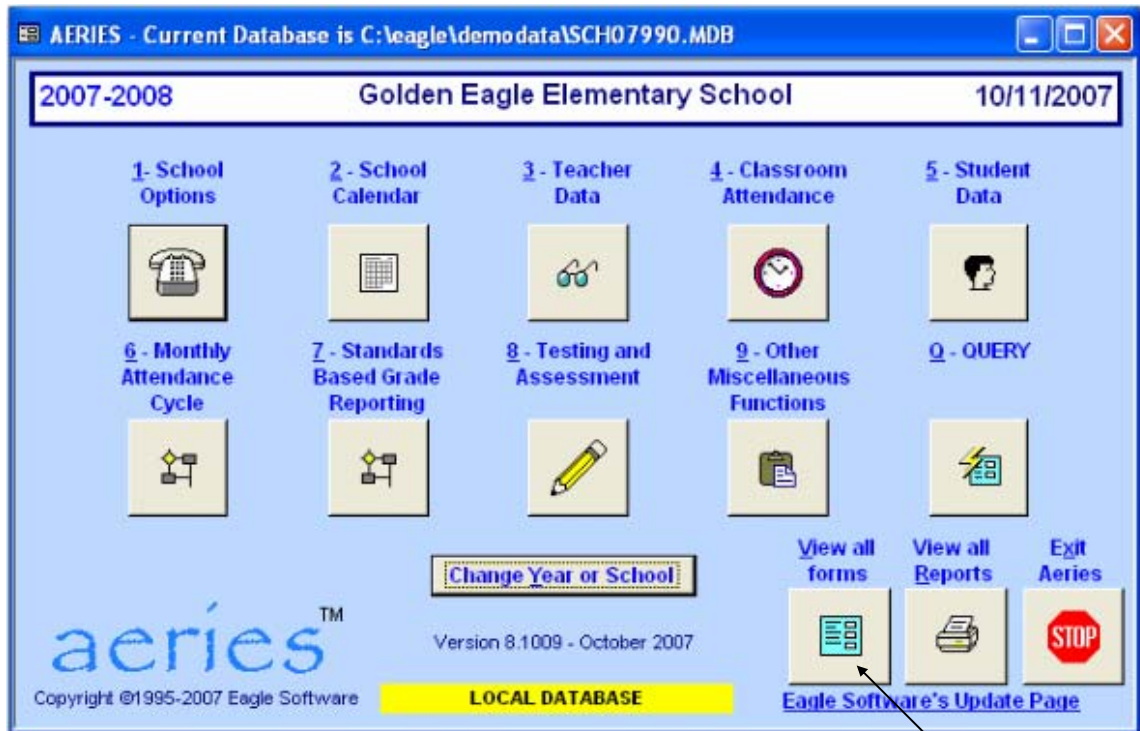 AERIES - Current Database is C:\eagle\demodata\SCH07990.MDB
2007-2008 Golden Eagle Elementary School 10/11/2007
1- School
Options
2 - School
Calendar
3 - Teacher
Data
4 - Classroom
Attendance
5 - Student
Data
6 - Monthly
Attendance
Cycle
7 - Standards
Based Grade
Reporting
8 - Testing and
Assessment
9 - Other
Miscellaneous
Functions
Q - QUERY
Change Year or School
View all
forms
View all
Reports
Exit
Aeries
STOP
aeries TM
Version 8.1009 - October 2007
Copyright ©1995-2007 Eagle Software
LOCAL DATABASE
Eagle Software's Update Page